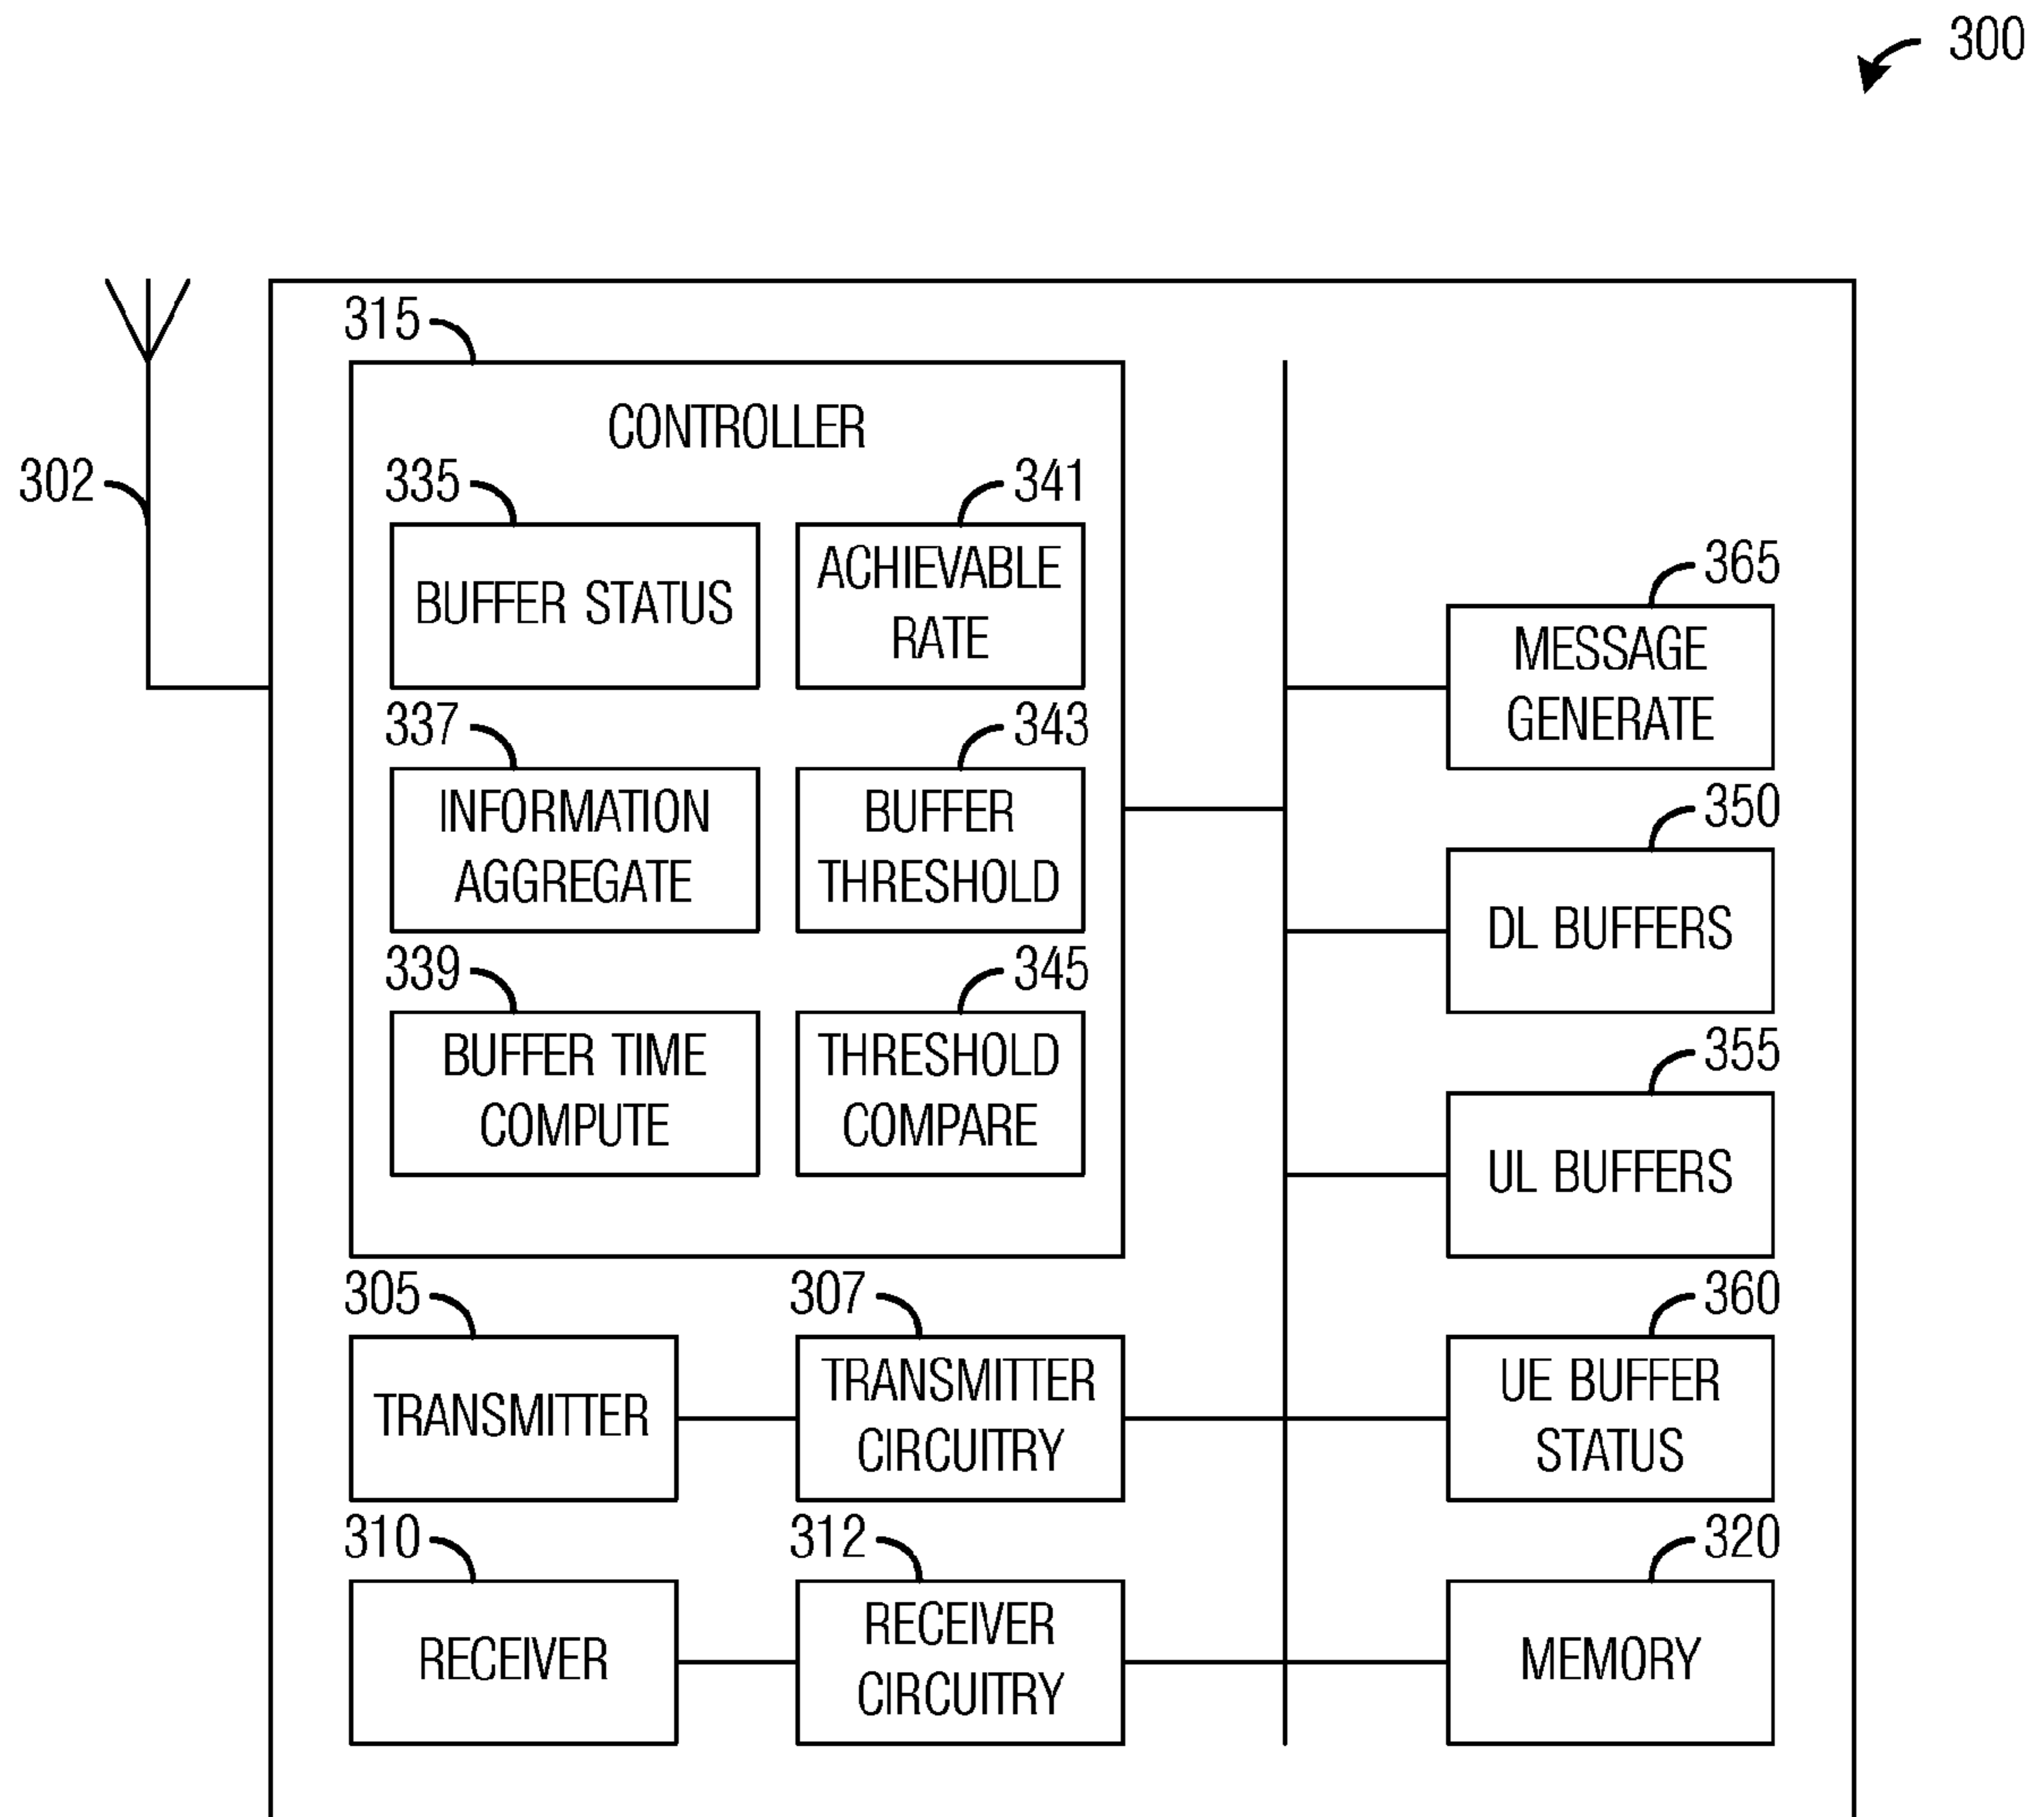 300
315
CONTROLLER
302
335
341
BUFFER STATUS
ACHIEVABLE
RATE
337
343
INFORMATION
AGGREGATE
BUFFER
THRESHOLD
339
345
BUFFER TIME
COMPUTE
THRESHOLD
COMPARE
365
MESSAGE
GENERATE
350
DL BUFFERS
355
UL BUFFERS
305
307
360
TRANSMITTER
TRANSMITTER
CIRCUITRY
UE BUFFER
STATUS
310
312
320
RECEIVER
RECEIVER
CIRCUITRY
MEMORY